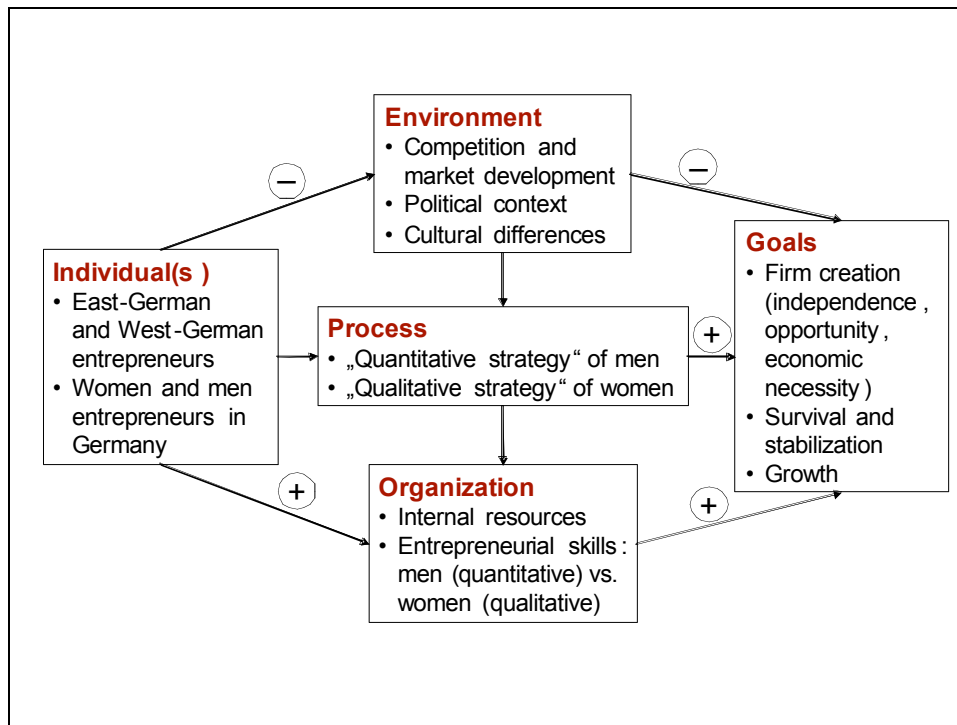 Environment
• Competition and
market development
• Political context
• Cultural differences
−
−
Individual(s )
• East-German
and West-German
entrepreneurs
• Women and men
entrepreneurs in
Germany
Process
• „Quantitative strategy“ of men
• „Qualitative strategy“ of women
+
Goals
• Firm creation
(independence ,
opportunity ,
economic
necessity )
• Survival and
stabilization
• Growth
+
Organization
• Internal resources
• Entrepreneurial skills :
men (quantitative) vs.
women (qualitative)
+